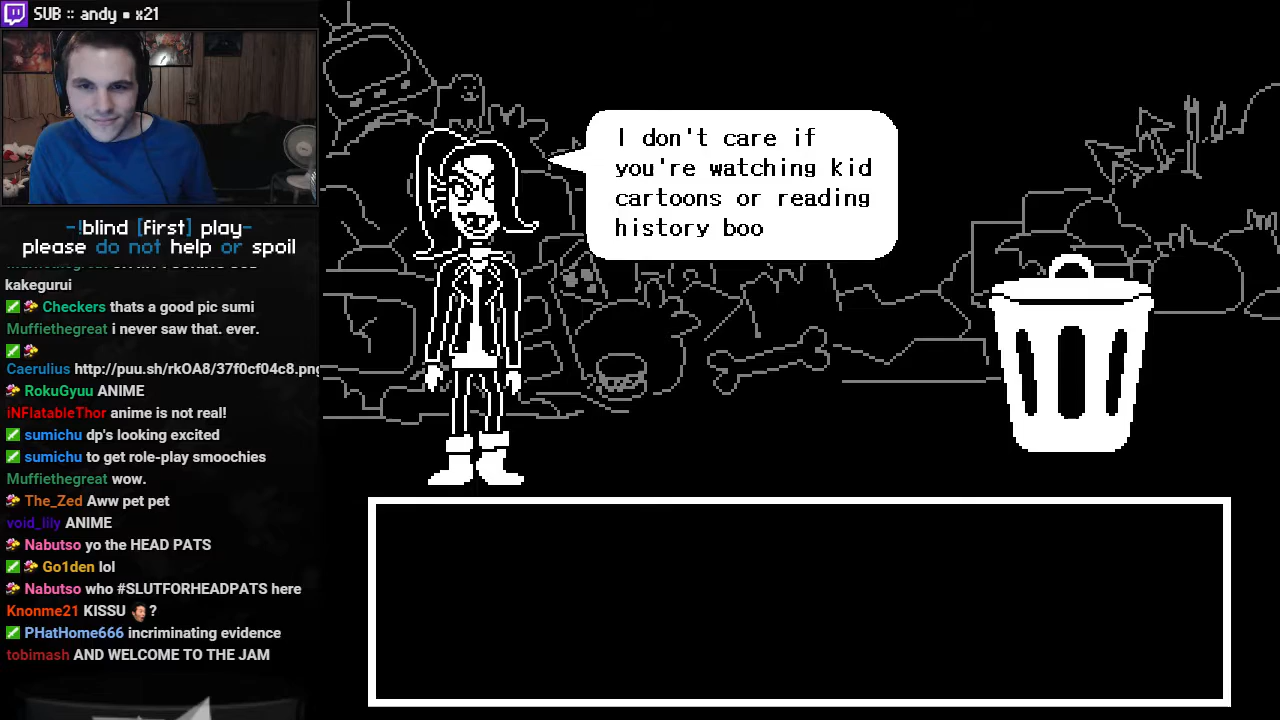 SUB :: andy ▪ x21
-!blind [first] play-
please do not help or spoil
kakegurui
Checkers thats a good pic sumi
Muffiethegreat i never saw that. ever.
Caerulius http://puu.sh/rkOA8/37f0cf04c8.png
RokuGyuu ANIME
iNFlatableThor anime is not real!
sumichu dp's looking excited
sumichu to get role-play smoochies
Muffiethegreat wow.
The_Zed Aww pet pet
void_lily ANIME
Nabutso yo the HEAD PATS
Go1den lol
Nabutso who #SLUTFORHEADPATS here
Knonme21 KISSU ?
PHatHome666 incriminating evidence
tobimash AND WELCOME TO THE JAM
I don't care if
you're watching kid
cartoons or reading
history boo